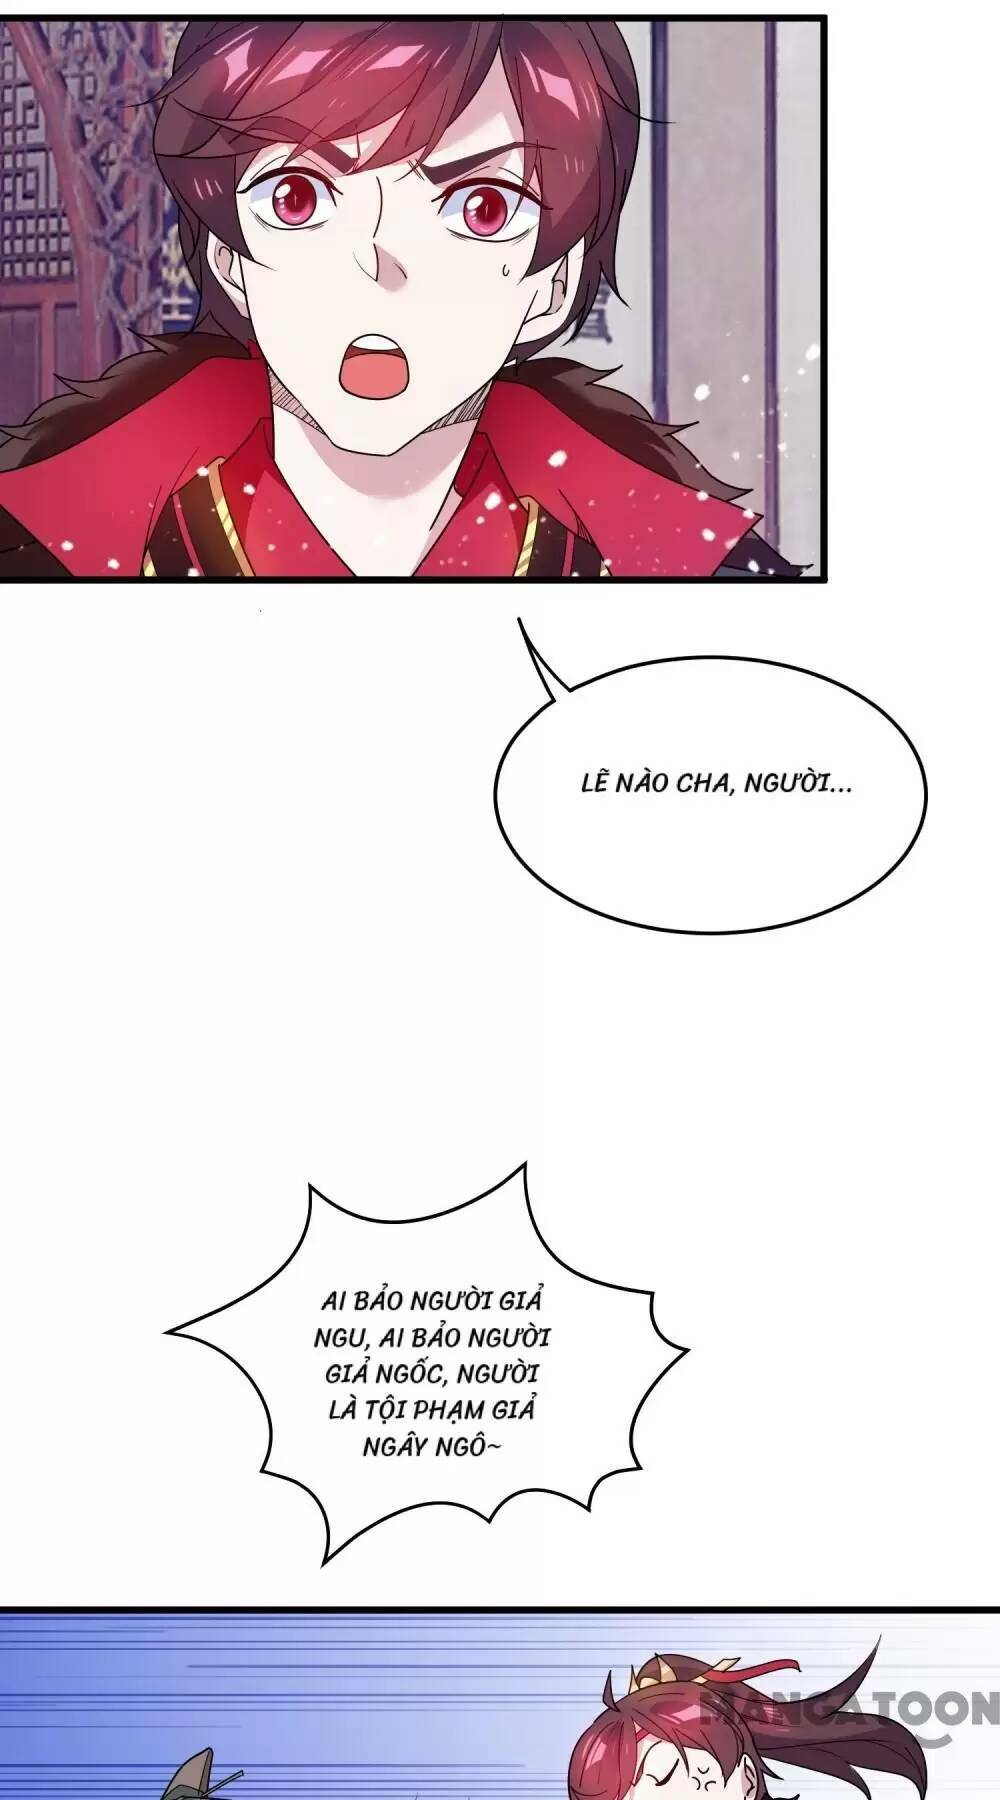 LẼ NÀO CHA, NGƯỜI...
AI BẢO NGƯỜI GIẢ
NGU, AI BẢO NGƯỜI
GIẢ NGỐC, NGƯỜI
LÀ TỘI PHẠM GIẢ
NGÂY NGÔ~
MANGATOON